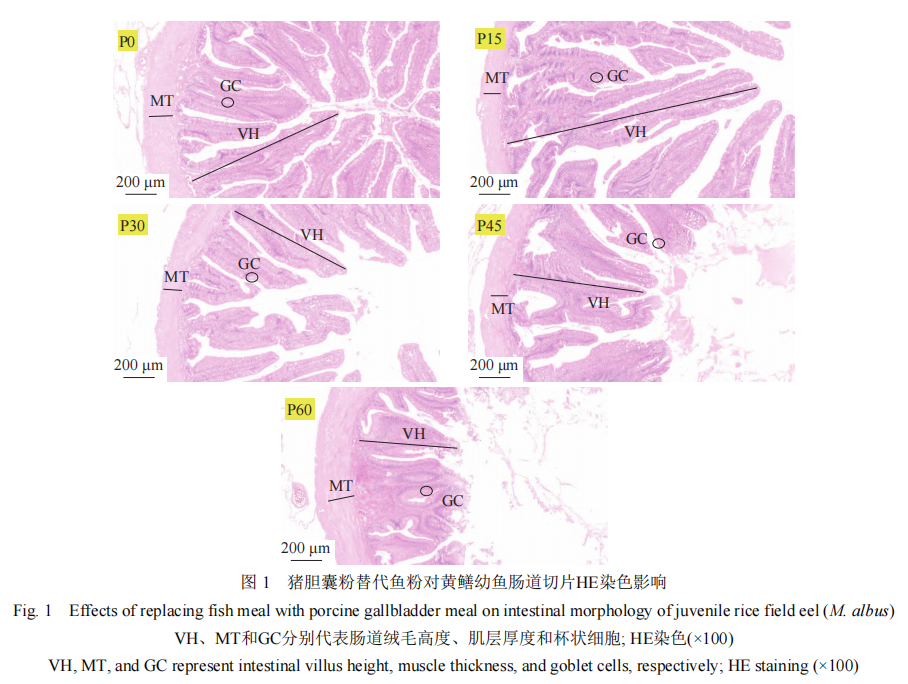 P0
GC
MT
VH
200 μm
P15
MT
GC
VH
200 μm
P30
VH
GC
MT
200 μm
P45
GC
VH
MT
200 μm
P60
VH
MT
GC
200 μm
图 1 猪胆囊粉替代鱼粉对黄鳝幼鱼肠道切片HE染色影响
Fig. 1 Effects of replacing fish meal with porcine gallbladder meal on intestinal morphology of juvenile rice field eel (M. albus)
VH、MT和GC分别代表肠道绒毛高度、肌层厚度和杯状细胞; HE染色(×100)
VH, MT, and GC represent intestinal villus height, muscle thickness, and goblet cells, respectively; HE staining (×100)